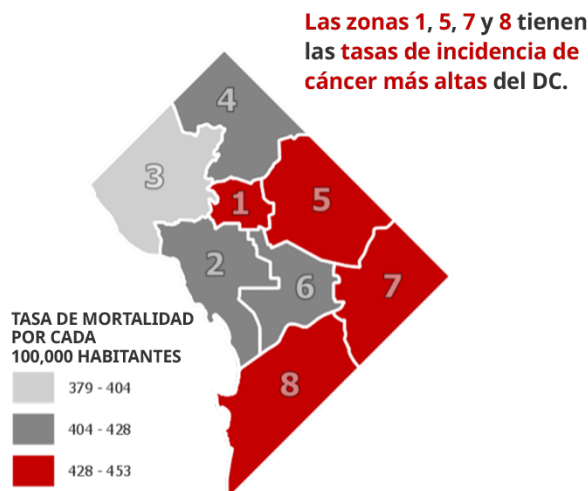 Las zonas 1, 5, 7 y 8 tienen
las tasas de incidencia de
cáncer más altas del DC.
4
3
1
5
2
6
7
8
TASA DE MORTALIDAD
POR CADA
100,000 HABITANTES
379 - 404
404 - 428
428 - 453